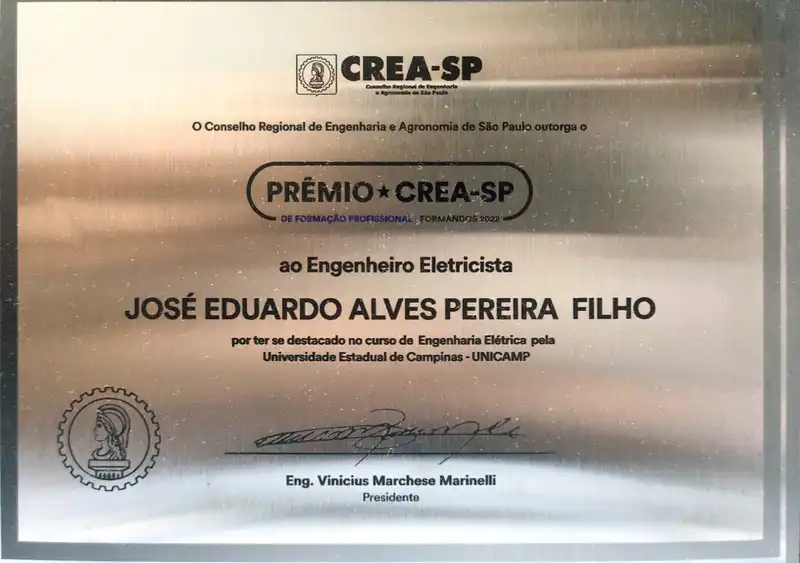 CREA-SP
Conselho Regional de Engenharia
e Agronomia de São Paulo
O Conselho Regional de Engenharia e Agronomia de São Paulo outorga o
PRÊMIO★CREA-SP
DE FORMAÇÃO PROFISSIONAL FORMANDOS 2022
ao Engenheiro Eletricista
JOSÉ EDUARDO ALVES PEREIRA FILHO
por ter se destacado no curso de Engenharia Elétrica pela
Universidade Estadual de Campinas - UNICAMP
Eng. Vinicius Marchese Marinelli
Presidente